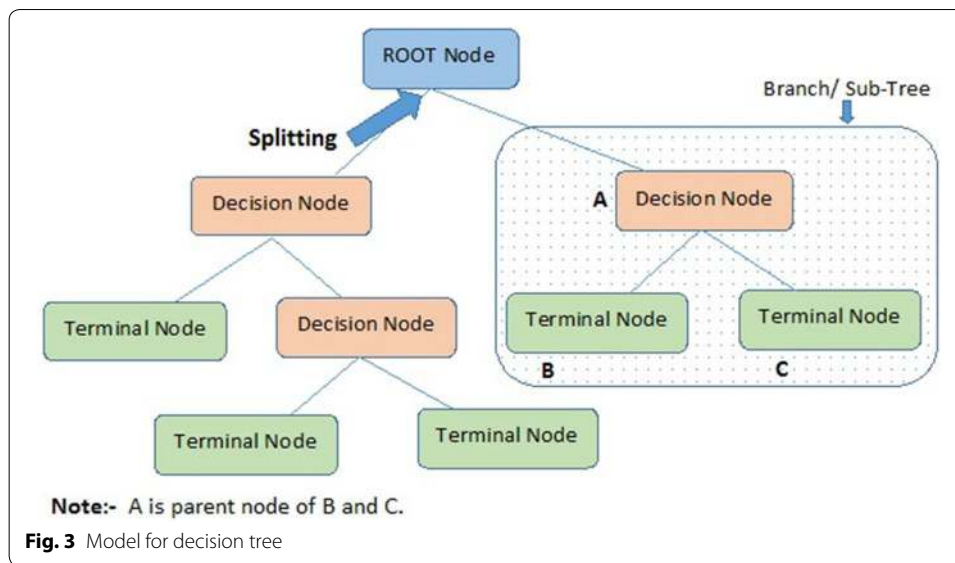 ROOT Node
Branch/ Sub-Tree
Splitting
Decision Node
A
Decision Node
Terminal Node
Decision Node
Terminal Node
Terminal Node
B
C
Terminal Node
Terminal Node
Note:- A is parent node of B and C.
Fig. 3 Model for decision tree